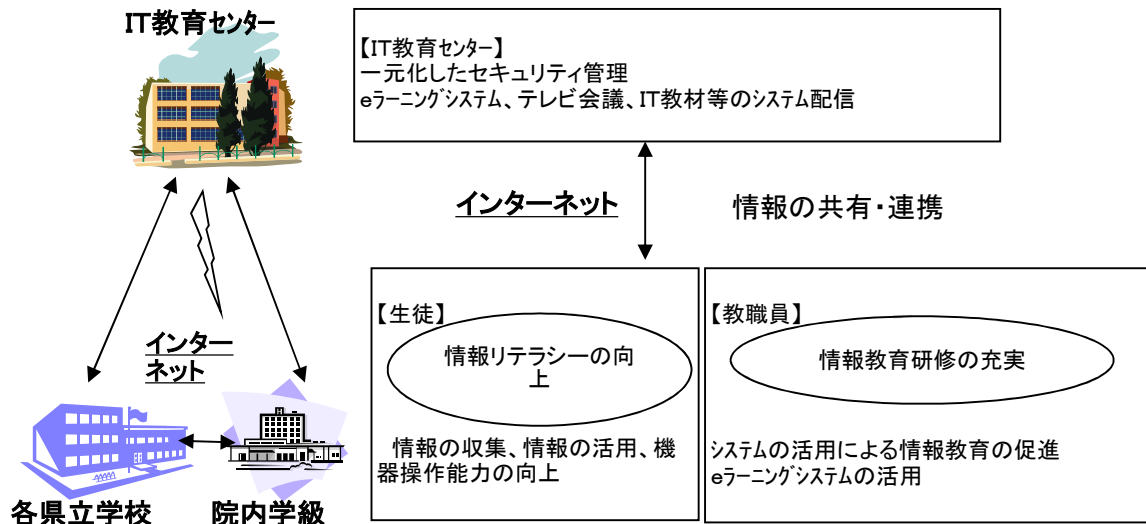 IT教育センター
【IT教育センター】
一元化したセキュリティ管理
eﾗｰﾆﾝｸﾞｼｽﾃﾑ、テレビ会議、IT教材等のシステム配信
インターネット
情報の共有・連携
インター
ネット
【生徒】
情報リテラシーの向
上
情報の収集、情報の活用、機
器操作能力の向上
【教職員】
情報教育研修の充実
ｼｽﾃﾑの活用による情報教育の促進
eﾗｰﾆﾝｸﾞｼｽﾃﾑの活用
各県立学校
院内学級